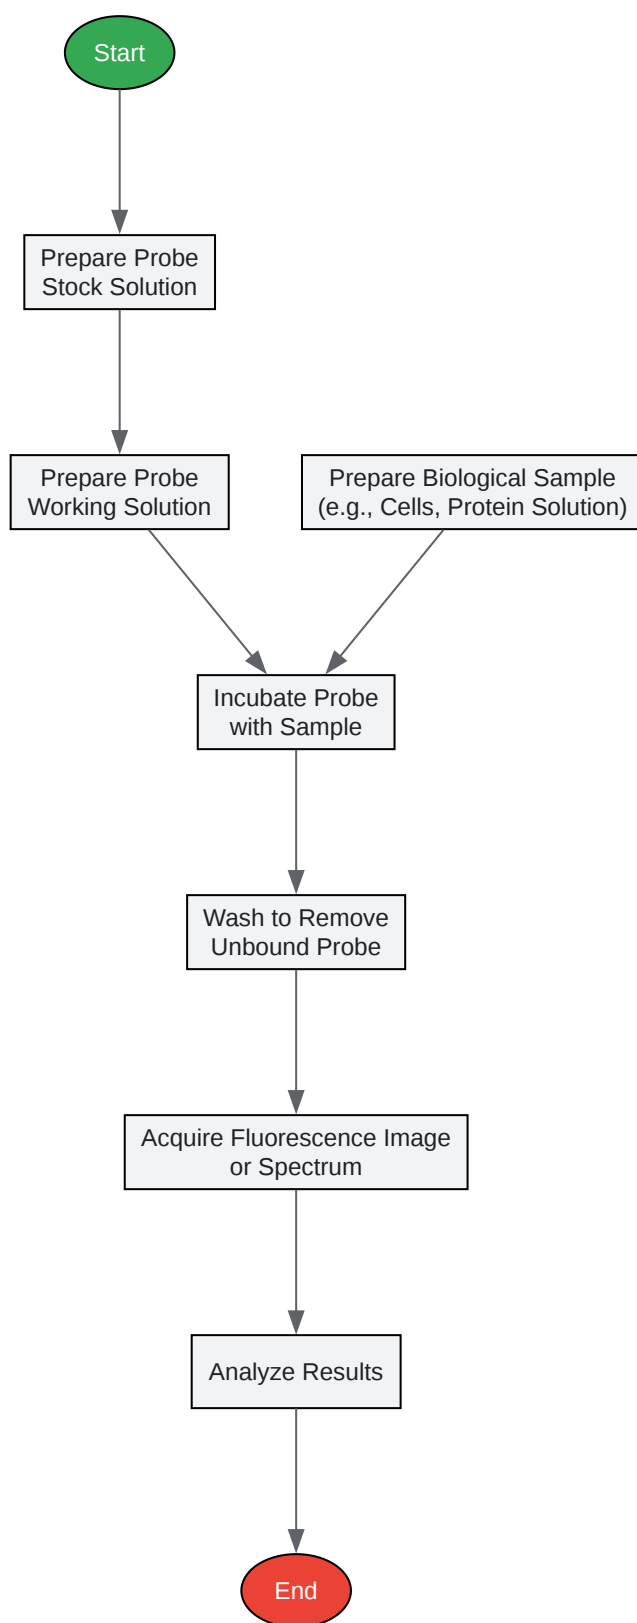 Start
Prepare Probe
Stock Solution
Prepare Probe
Working Solution
Prepare Biological Sample
(e.g., Cells, Protein Solution)
Incubate Probe
with Sample
Wash to Remove
Unbound Probe
Acquire Fluorescence Image
or Spectrum
Analyze Results
End